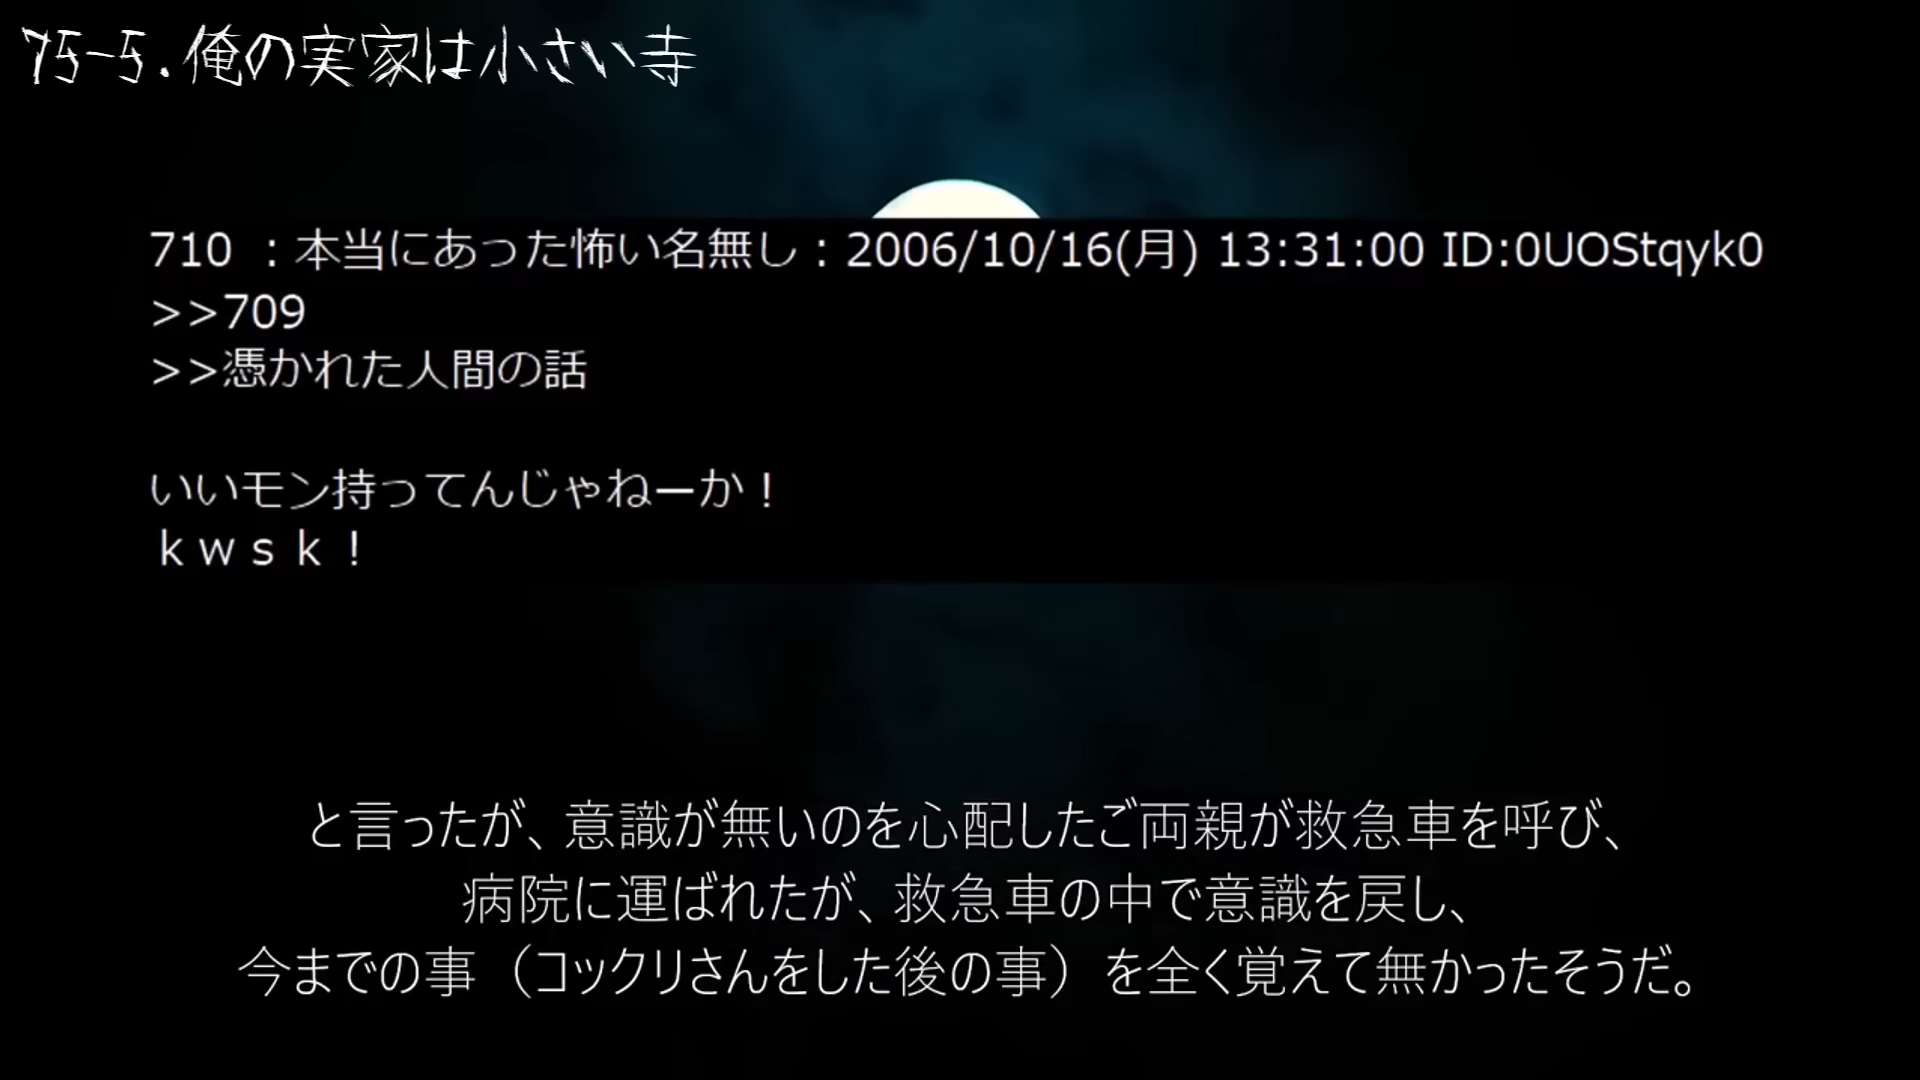 75-5.俺の実家は小さい寺
710 ：本当にあった怖い名無し：2006/10/16(月) 13:31:00 ID:0UOStqyk0
>>709
>>憑かれた人間の話
いいモン持ってんじゃねーか！
ｋｗｓｋ！
と言ったが、意識が無いのを心配したご両親が救急車を呼び、
病院に運ばれたが、救急車の中で意識を戻し、
今までの事（コックリさんをした後の事）を全く覚えて無かったそうだ。